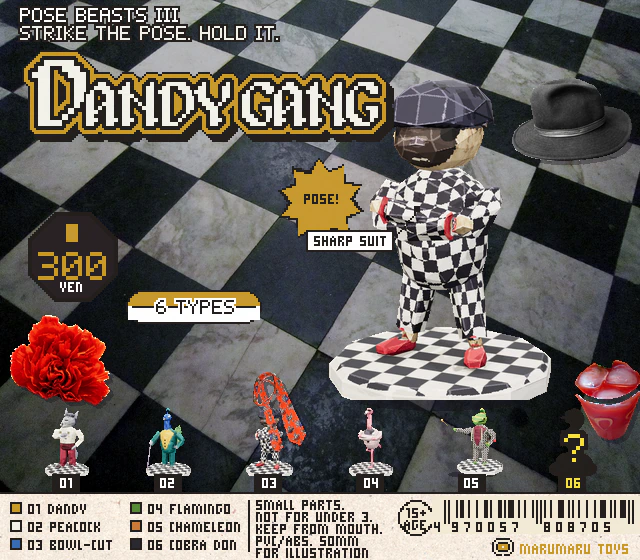 POSE BEASTS III
STRIKE THE POSE. HOLD IT.
DANDY GANG
POSE!
SHARP SUIT
300
YEN
6 TYPES
?
01
02
03
04
05
06
01 DANDY
02 PEACOCK
03 BOWL-CUT
04 FLAMINGO
05 CHAMELEON
06 COBRA DON
SMALL PARTS.
NOT FOR UNDER 3.
KEEP FROM MOUTH.
PVC/ABS. 50MM
FOR ILLUSTRATION
15+
AGE
4 970057 808705
MARUMARU TOYS